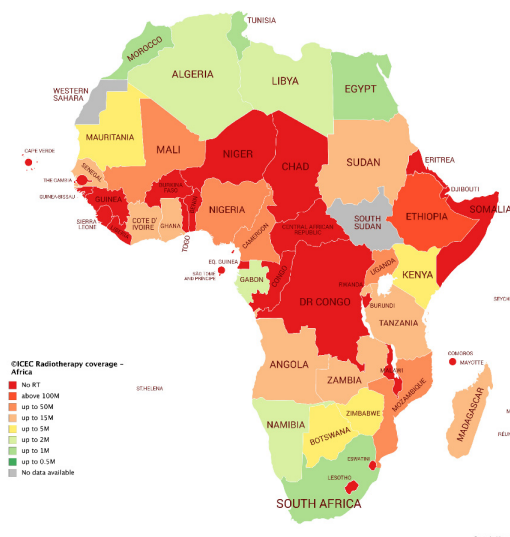 TUNISIA
MOROCCO
ALGERIA
LIBYA
EGYPT
WESTERN
SAHARA
MAURITANIA
MALI
NIGER
CHAD
SUDAN
ERITREA
CAPE VERDE
SENEGAL
THE GAMBIA
GUINEA-BISSAU
GUINEA
BURKINA
FASO
DJIBOUTI
SOMALIA
SIERRA
LEONE
COTE D'
IVOIRE
GHANA
TOGO
NIGERIA
CAMEROON
CENTRAL AFRICAN
REPUBLIC
SOUTH
SUDAN
ETHIOPIA
EQ. GUINEA
SÃO TOMÉ
AND PRINCIPE
GABON
CONGO
DR CONGO
UGANDA
KENYA
RWANDA
BURUNDI
TANZANIA
COMOROS
MAYOTTE
ST.HELENA
ANGOLA
ZAMBIA
MALAWI
MOZAMBIQUE
MADAGASCAR
ZIMBABWE
NAMIBIA
BOTSWANA
ESWATINI
LESOTHO
SOUTH AFRICA
©ICEC Radiotherapy coverage -
Africa
No RT
above 100M
up to 50M
up to 15M
up to 5M
up to 2M
up to 1M
up to 0.5M
No data available